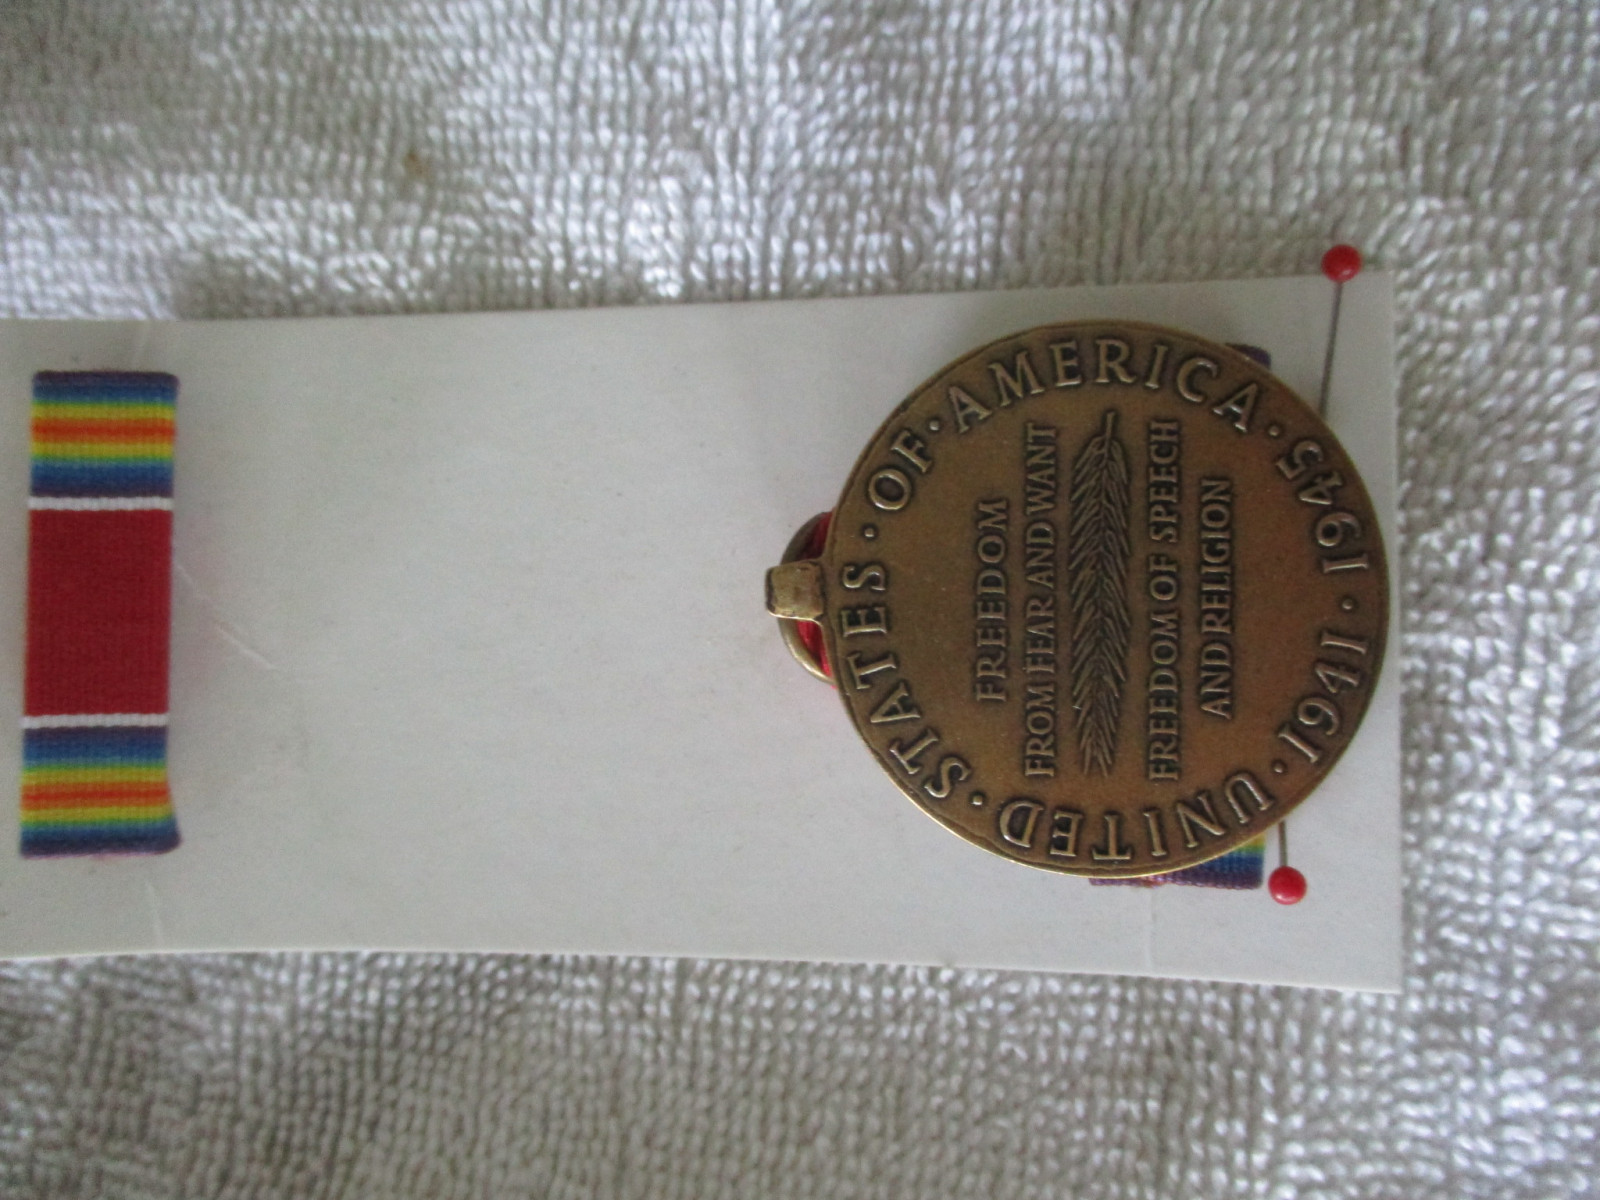 UNITED · STATES · OF · AMERICA · 1941 · 1945 ·
FREEDOM
FROM FEAR AND WANT
FREEDOM OF SPEECH
AND RELIGION